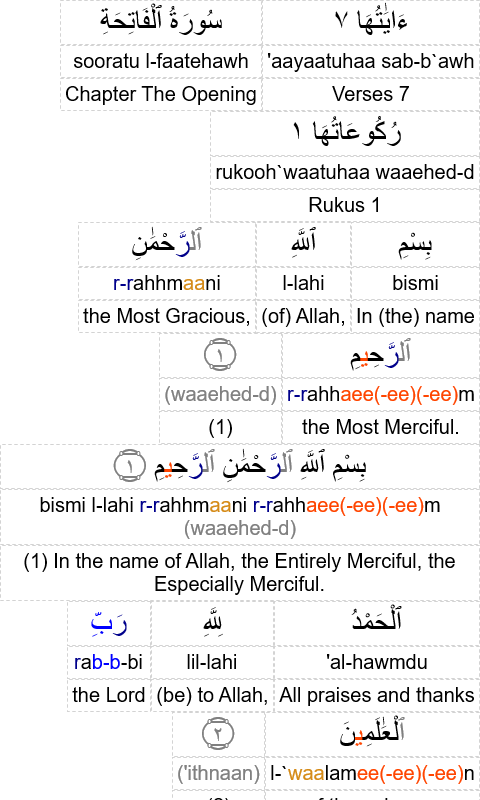 سُورَةُ ٱلْفَاتِحَةِ ءَايَٰتُهَا ٧
sooratu l-faatehawh 'aayaatuhaa sab-b`awh
Chapter The Opening Verses 7
رُكُوعَاتُهَا ١
rukooh`waatuhaa waaehed-d
Rukus 1
بِسْمِ ٱللَّهِ ٱلرَّحْمَٰنِ
r-rahhmaani l-lahi bismi
the Most Gracious, (of) Allah, In (the) name
ٱلرَّحِيمِ ١
(waaehed-d) r-rahhaee(-ee)(-ee)m
(1) the Most Merciful.
بِسْمِ ٱللَّهِ ٱلرَّحْمَٰنِ ٱلرَّحِيمِ ١
bismi l-lahi r-rahhmaani r-rahhaee(-ee)(-ee)m
(waaehed-d)
(1) In the name of Allah, the Entirely Merciful, the
Especially Merciful.
ٱلْحَمْدُ لِلَّهِ رَبِّ
rab-b-bi lil-lahi 'al-hawmdu
the Lord (be) to Allah, All praises and thanks
ٱلْعَٰلَمِينَ ٢
('ithnaan) l-`waalamee(-ee)(-ee)n